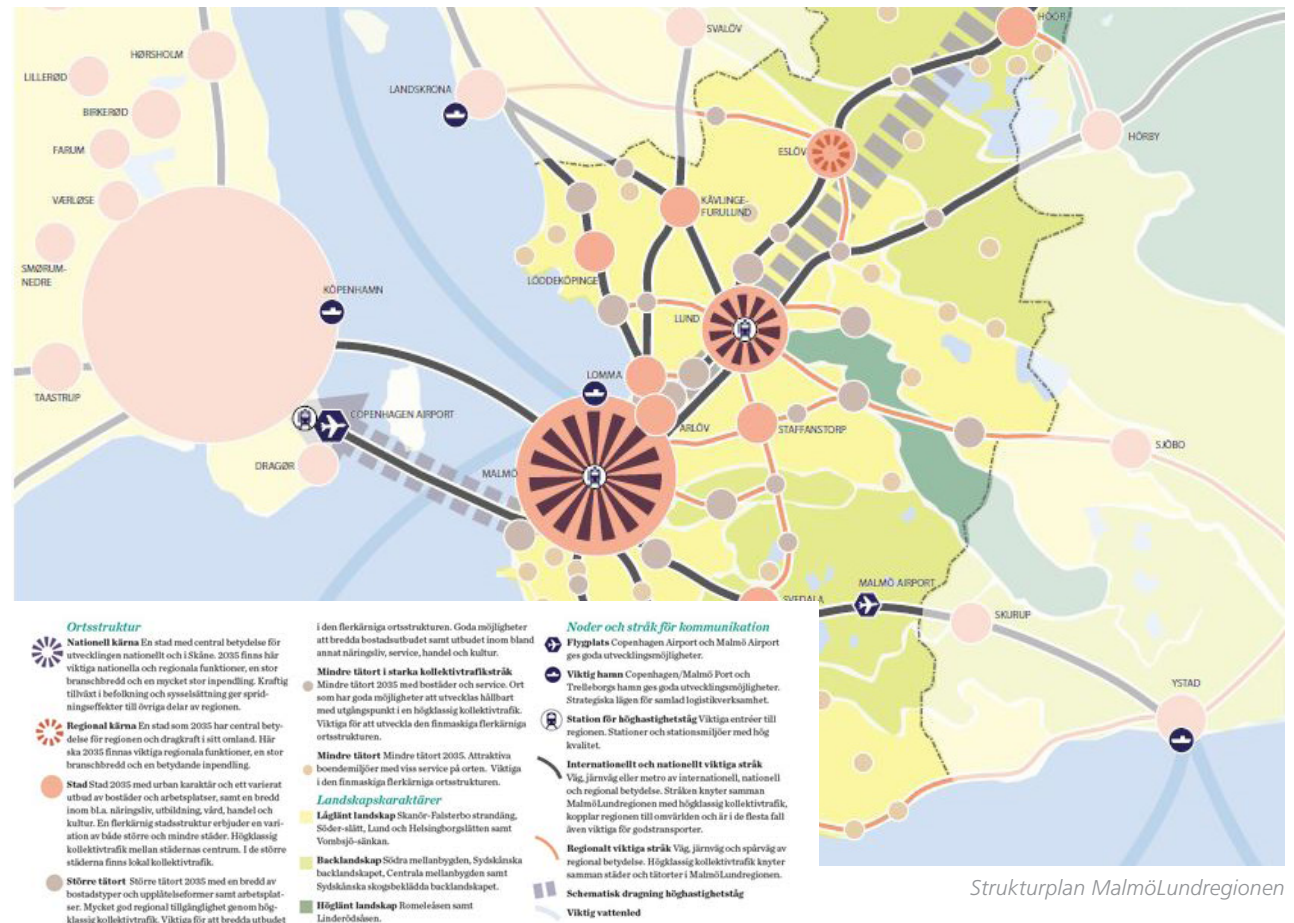 HÖÖR
SVALÖV
HØRSHOLM
LILLERØD
LANDSKRONA
BIRKERØD
HÖRBY
FARUM
ESLÖV
VÆRLØSE
KÄVLINGE-
FURULUND
SMØRUM-
NEDRE
LÖDDEKÖPINGE
KÖPENHAMN
LUND
LOMMA
TAASTRUP
COPENHAGEN AIRPORT
ARLÖV
STAFFANSTORP
SJÖBO
DRAGØR
MALMÖ
MALMÖ AIRPORT
SVEDALA
SKURUP
YSTAD
Ortsstruktur
Nationell kärna En stad med central betydelse för
utvecklingen nationellt och i Skåne. 2035 finns här
viktiga nationella och regionala funktioner, en stor
branschbredd och en mycket stor inpendling. Kraftig
tillväxt i befolkning och sysselsättning ger sprid-
ningseffekter till övriga delar av regionen.
Regional kärna En stad som 2035 har central bety-
delse för regionen och dragkraft i sitt omland. Här
ska 2035 finnas viktiga regionala funktioner, en stor
branschbredd och en betydande inpendling.
Stad Stad 2035 med urban karaktär och ett varierat
utbud av bostäder och arbetsplatser, samt en bredd
inom bl.a. näringsliv, utbildning, vård, handel och
kultur. En flerkärnig stadsstruktur erbjuder en vari-
ation av både större och mindre städer. Högklassig
kollektivtrafik mellan städernas centrum. I de större
städerna finns lokal kollektivtrafik.
Större tätort Större tätort 2035 med en bredd av
bostadstyper och upplåtelseformer samt arbetsplat-
ser. Mycket god regional tillgänglighet genom hög-
klassig kollektivtrafik. Viktiga för att bredda utbudet
i den flerkärniga ortsstrukturen. Goda möjligheter
att bredda bostadsutbudet samt utbudet inom bland
annat näringsliv, service, handel och kultur.
Mindre tätort i starka kollektivtrafikstråk
Mindre tätort 2035 med bostäder och service. Ort
som har goda möjligheter att utvecklas hållbart
med utgångspunkt i en högklassig kollektivtrafik.
Viktiga för att utveckla den finmaskiga flerkärniga
ortsstrukturen.
Mindre tätort Mindre tätort 2035. Attraktiva
boendemiljöer med viss service på orten. Viktiga
i den finmaskiga flerkärniga ortsstrukturen.
Landskapskaraktärer
Låglänt landskap Skanör-Falsterbo strandäng,
Söder-slätt, Lund och Helsingborgslätten samt
Vombsjö-sänkan.
Backlandskap Södra mellanbygden, Sydskånska
backlandskapet, Centrala mellanbygden samt
Sydskånska skogsbeklädda backlandskapet.
Höglänt landskap Romeleåsen samt
Linderödsåsen.
Noder och stråk för kommunikation
Flygplats Copenhagen Airport och Malmö Airport
ges goda utvecklingsmöjligheter.
Viktig hamn Copenhagen/Malmö Port och
Trelleborgs hamn ges goda utvecklingsmöjligheter.
Strategiska lägen för samlad logistikverksamhet.
Station för höghastighetståg Viktiga entréer till
regionen. Stationer och stationsmiljöer med hög
kvalitet.
Internationellt och nationellt viktiga stråk
Väg, järnväg eller metro av internationell, nationell
och regional betydelse. Stråken knyter samman
MalmöLundregionen med högklassig kollektivtrafik,
kopplar regionen till omvärlden och är i de flesta fall
även viktiga för godstransporter.
Regionalt viktiga stråk Väg, järnväg och spårväg av
regional betydelse. Högklassig kollektivtrafik knyter
samman städer och tätorter i MalmöLundregionen.
Schematisk dragning höghastighetståg
Viktig vattenled
Strukturplan MalmöLundregionen